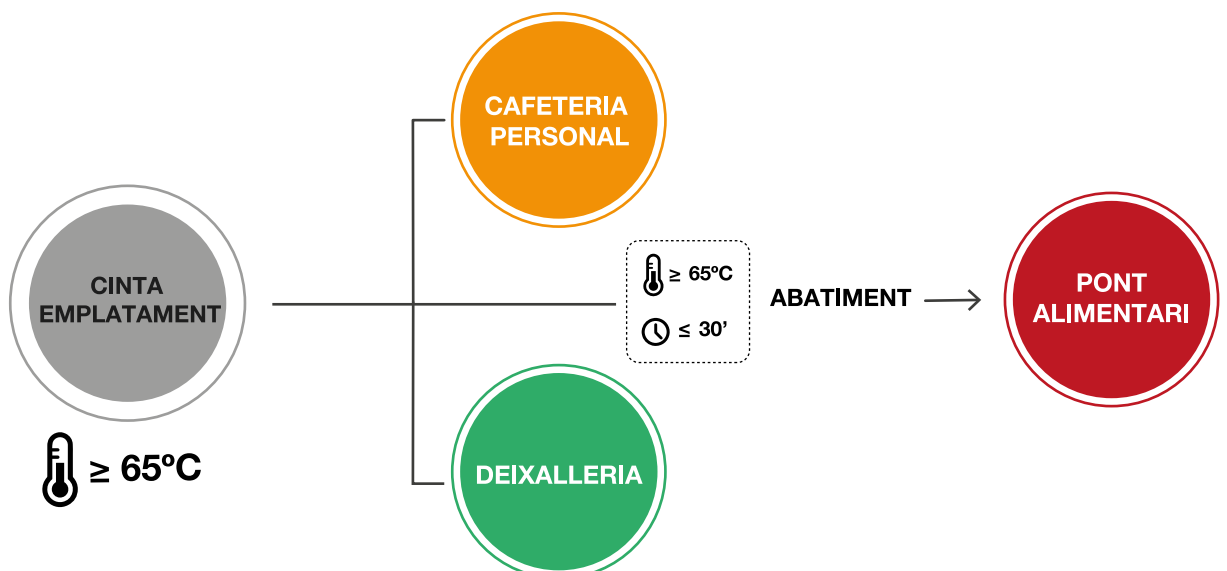 CINTA
EMPLATAMENT
≥ 65ºC
CAFETERIA
PERSONAL
DEIXALLERIA
≥ 65ºC
≤ 30’
ABATIMENT
PONT
ALIMENTARI